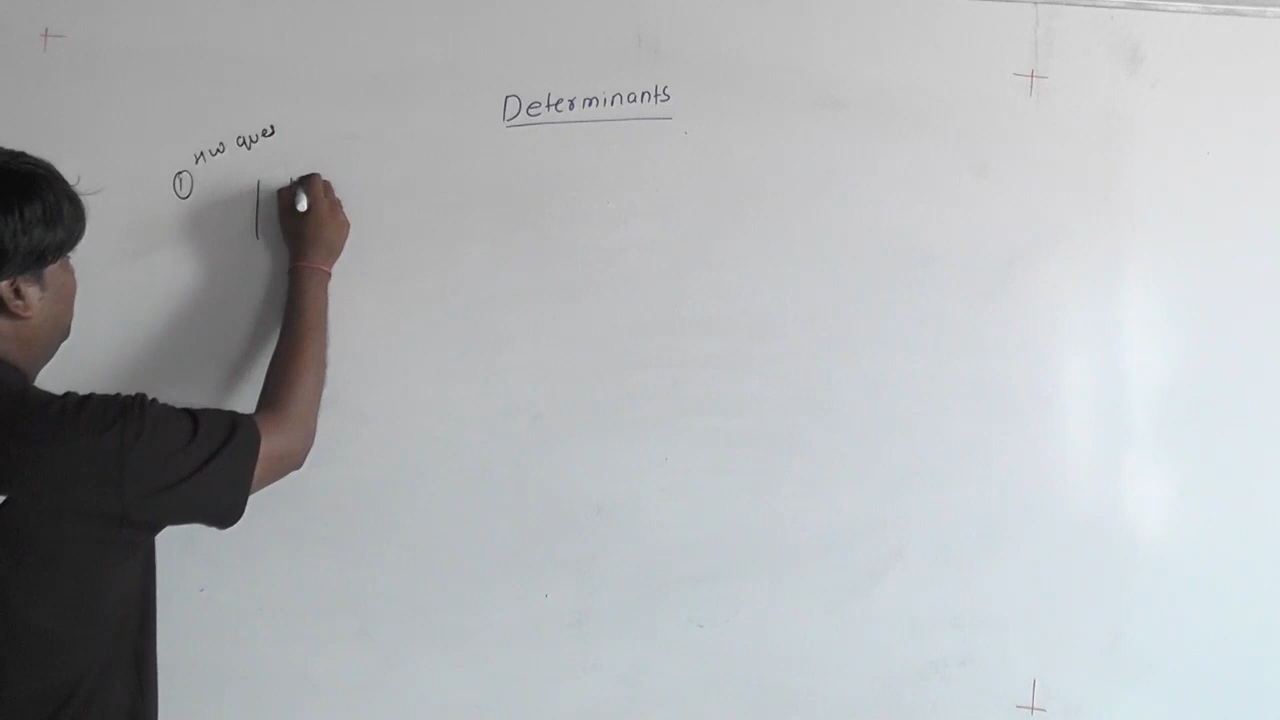 Determinants
HW ques
①